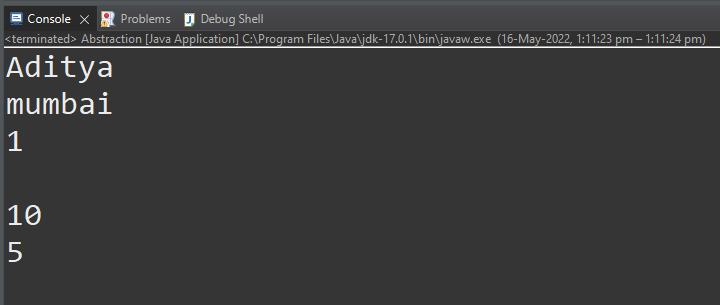 Console Problems Debug Shell
<terminated> Abstraction [Java Application] C:\Program Files\Java\jdk-17.0.1\bin\javaw.exe (16-May-2022, 1:11:23 pm – 1:11:24 pm)
Aditya
mumbai
1
10
5